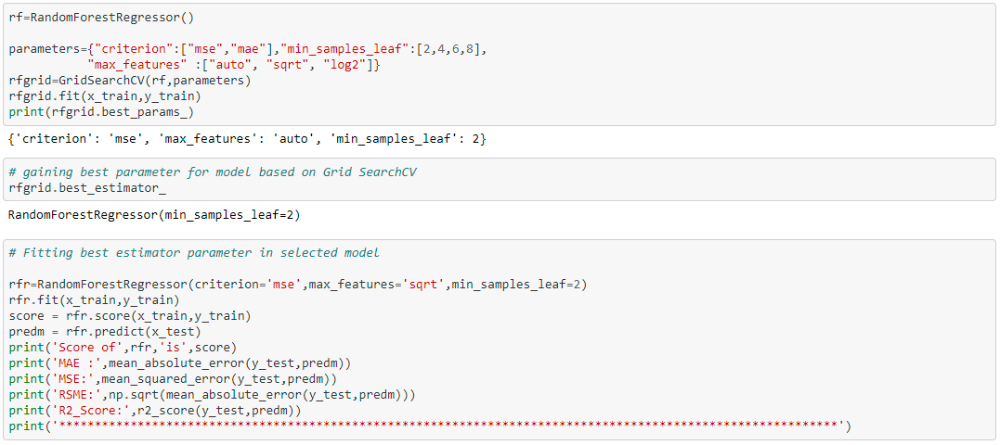 rf=RandomForestRegressor()
parameters={"criterion":["mse","mae"],"min_samples_leaf":[2,4,6,8],
"max_features" :["auto", "sqrt", "log2"]}
rfgrid=GridSearchCV(rf,parameters)
rfgrid.fit(x_train,y_train)
print(rfgrid.best_params_)
{'criterion': 'mse', 'max_features': 'auto', 'min_samples_leaf': 2}
# gaining best parameter for model based on Grid SearchCV
rfgrid.best_estimator_
RandomForestRegressor(min_samples_leaf=2)
# Fitting best estimator parameter in selected model
rfr=RandomForestRegressor(criterion='mse',max_features='sqrt',min_samples_leaf=2)
rfr.fit(x_train,y_train)
score = rfr.score(x_train,y_train)
predm = rfr.predict(x_test)
print('Score of',rfr,'is',score)
print('MAE :',mean_absolute_error(y_test,predm))
print('MSE:',mean_squared_error(y_test,predm))
print('RSME:',np.sqrt(mean_absolute_error(y_test,predm)))
print('R2_Score:',r2_score(y_test,predm))
print('*************************************************************************************************************')